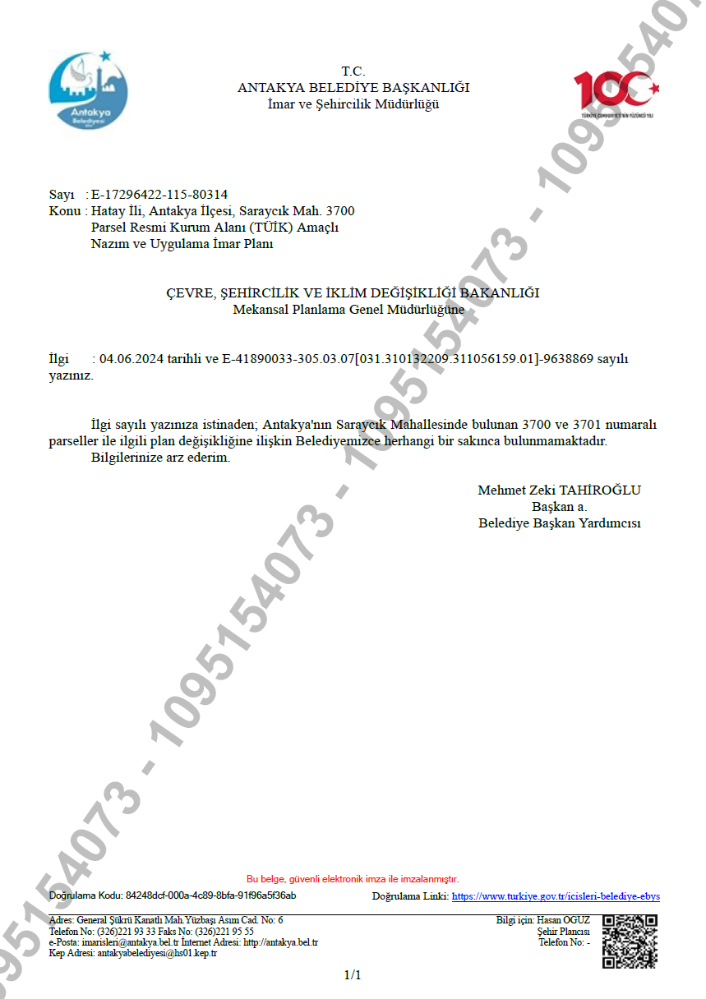 Antakya
Belediyesi
T.C.
ANTAKYA BELEDİYE BAŞKANLIĞI
İmar ve Şehircilik Müdürlüğü
100
TÜRKİYE CUMHURİYETİ'NİN YÜZÜNCÜ YILI
Sayı : E-17296422-115-80314
Konu : Hatay İli, Antakya İlçesi, Saraycık Mah. 3700
Parsel Resmi Kurum Alanı (TÜİK) Amaçlı
Nazım ve Uygulama İmar Planı
ÇEVRE, ŞEHİRCİLİK VE İKLİM DEĞİŞİKLİĞİ BAKANLIĞI
Mekansal Planlama Genel Müdürlüğüne
İlgi : 04.06.2024 tarihli ve E-41890033-305.03.07[031.310132209.311056159.01]-9638869 sayılı
yazınız.
İlgi sayılı yazınıza istinaden; Antakya'nın Saraycık Mahallesinde bulunan 3700 ve 3701 numaralı
parseller ile ilgili plan değişikliğine ilişkin Belediyemizce herhangi bir sakınca bulunmamaktadır.
Bilgilerinize arz ederim.
Mehmet Zeki TAHİROĞLU
Başkan a.
Belediye Başkan Yardımcısı
1095154073 - 1095154073 - 1095154073 - 1095154073 - 109515401
Bu belge, güvenli elektronik imza ile imzalanmıştır.
Doğrulama Kodu: 84248dcf-000a-4c89-8bfa-91f96a5f36ab Doğrulama Linki: https://www.turkiye.gov.tr/icisleri-belediye-ebys
Adres: General Şükrü Kanatlı Mah.Yüzbaşı Asım Cad. No: 6 Bilgi için: Hasan OĞUZ
Telefon No: (326)221 93 33 Faks No: (326)221 95 55 Şehir Plancısı
e-Posta: imarisleri@antakya.bel.tr İnternet Adresi: http://antakya.bel.tr Telefon No: -
Kep Adresi: antakyabelediyesi@hs01.kep.tr
1/1